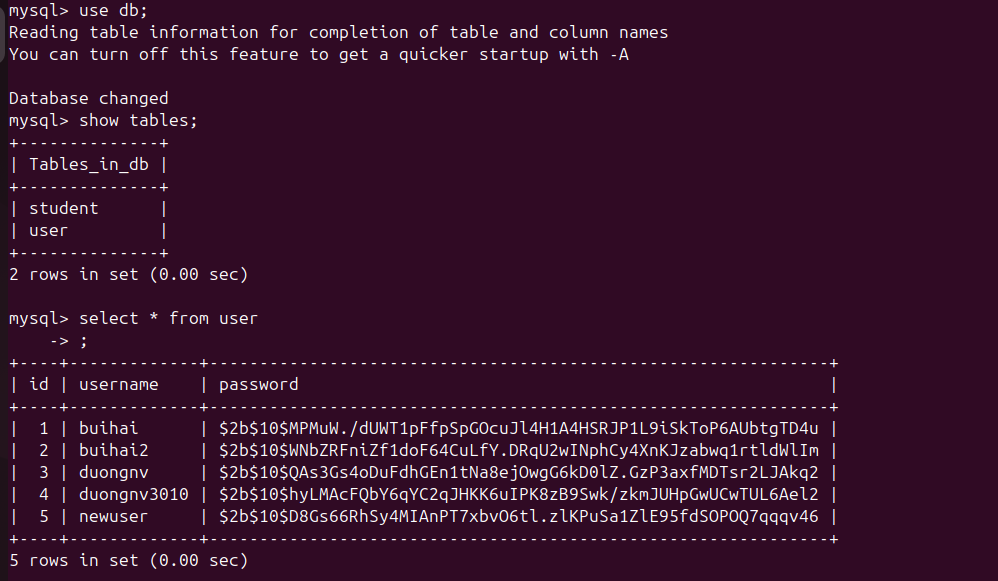 mysql> use db;
Reading table information for completion of table and column names
You can turn off this feature to get a quicker startup with -A
Database changed
mysql> show tables;
+--------------+
| Tables_in_db |
+--------------+
| student      |
| user         |
+--------------+
2 rows in set (0.00 sec)
mysql> select * from user
    -> ;
+----+-------------+--------------------------------------------------------------+
| id | username    | password                                                     |
+----+-------------+--------------------------------------------------------------+
|  1 | buihai      | $2b$10$MPMuW./dUWT1pFfpSpGOcuJl4H1A4HSRJP1L9iSkToP6AUbtgTD4u |
|  2 | buihai2     | $2b$10$WNbZRFniZf1doF64CuLfY.DRqU2wINphCy4XnKJzabwq1rtldWlIm |
|  3 | duongnv     | $2b$10$QAs3Gs4oDuFdhGEn1tNa8ejOwgG6kD0lZ.GzP3axfMDTsr2LJAkq2 |
|  4 | duongnv3010 | $2b$10$hyLMAcFQbY6qYC2qJHKK6uIPK8zB9Swk/zkmJUHpGwUCwTUL6Ael2 |
|  5 | newuser     | $2b$10$D8Gs66RhSy4MIAnPT7xbvO6tl.zlKPuSa1ZlE95fdSOPOQ7qqqv46 |
+----+-------------+--------------------------------------------------------------+
5 rows in set (0.00 sec)